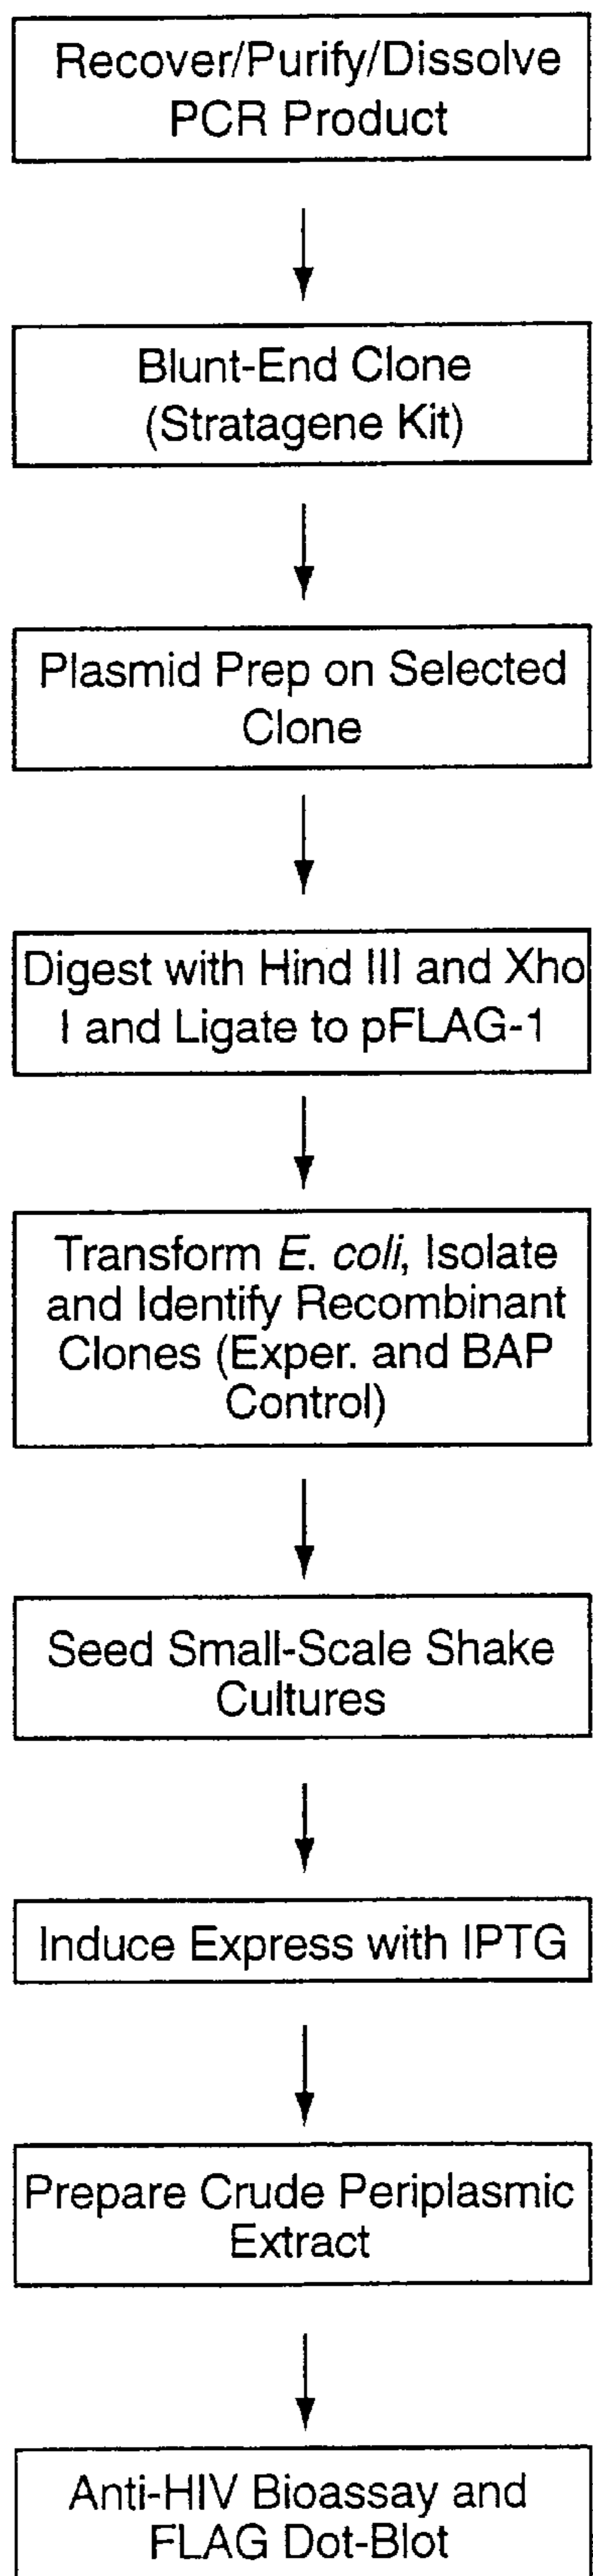 Recover/Purify/Dissolve
PCR Product
Blunt-End Clone
(Stratagene Kit)
Plasmid Prep on Selected
Clone
Digest with Hind III and Xho
I and Ligate to pFLAG-1
Transform E. coli, Isolate
and Identify Recombinant
Clones (Exper. and BAP
Control)
Seed Small-Scale Shake
Cultures
Induce Express with IPTG
Prepare Crude Periplasmic
Extract
Anti-HIV Bioassay and
FLAG Dot-Blot